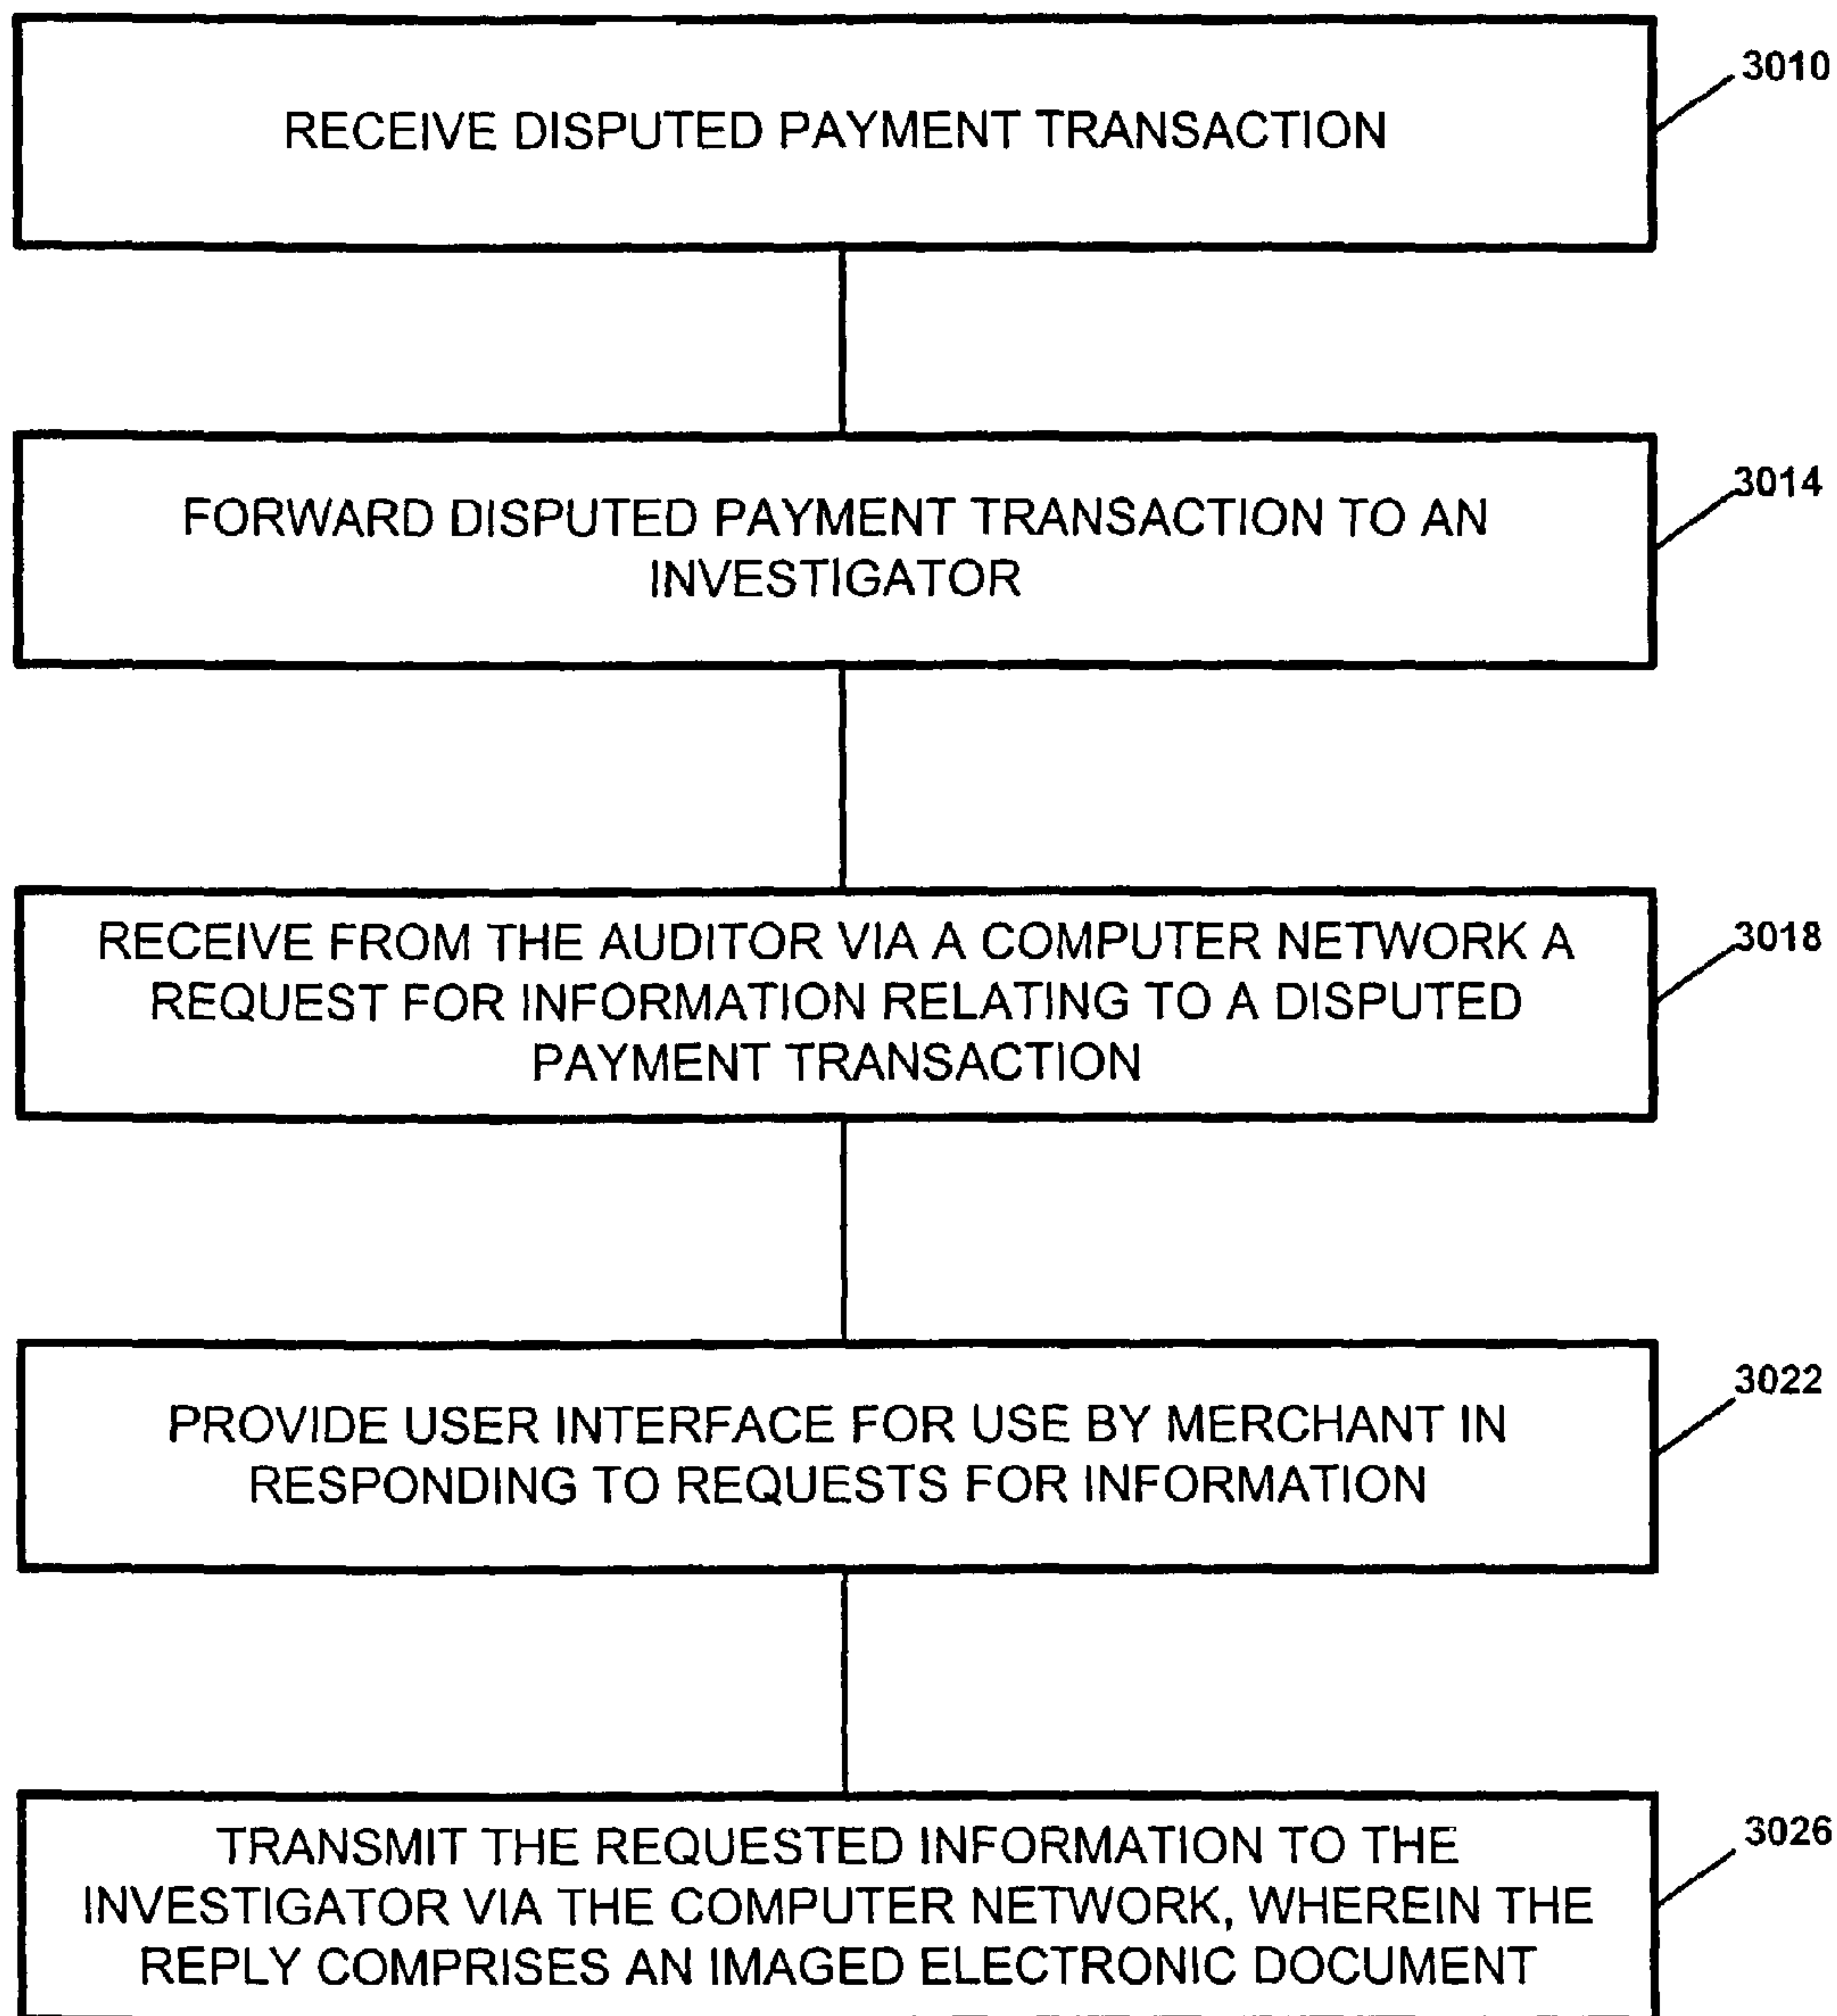 3010
RECEIVE DISPUTED PAYMENT TRANSACTION
3014
FORWARD DISPUTED PAYMENT TRANSACTION TO AN
INVESTIGATOR
3018
RECEIVE FROM THE AUDITOR VIA A COMPUTER NETWORK A
REQUEST FOR INFORMATION RELATING TO A DISPUTED
PAYMENT TRANSACTION
3022
PROVIDE USER INTERFACE FOR USE BY MERCHANT IN
RESPONDING TO REQUESTS FOR INFORMATION
3026
TRANSMIT THE REQUESTED INFORMATION TO THE
INVESTIGATOR VIA THE COMPUTER NETWORK, WHEREIN THE
REPLY COMPRISES AN IMAGED ELECTRONIC DOCUMENT